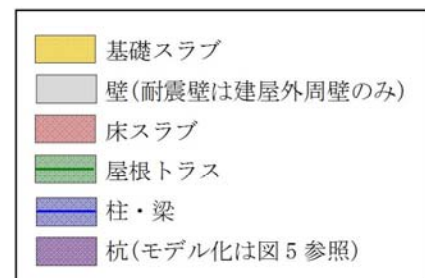 基礎スラブ
壁(耐震壁は建屋外周壁のみ)
床スラブ
屋根トラス
柱・梁
杭(モデル化は図 5 参照)